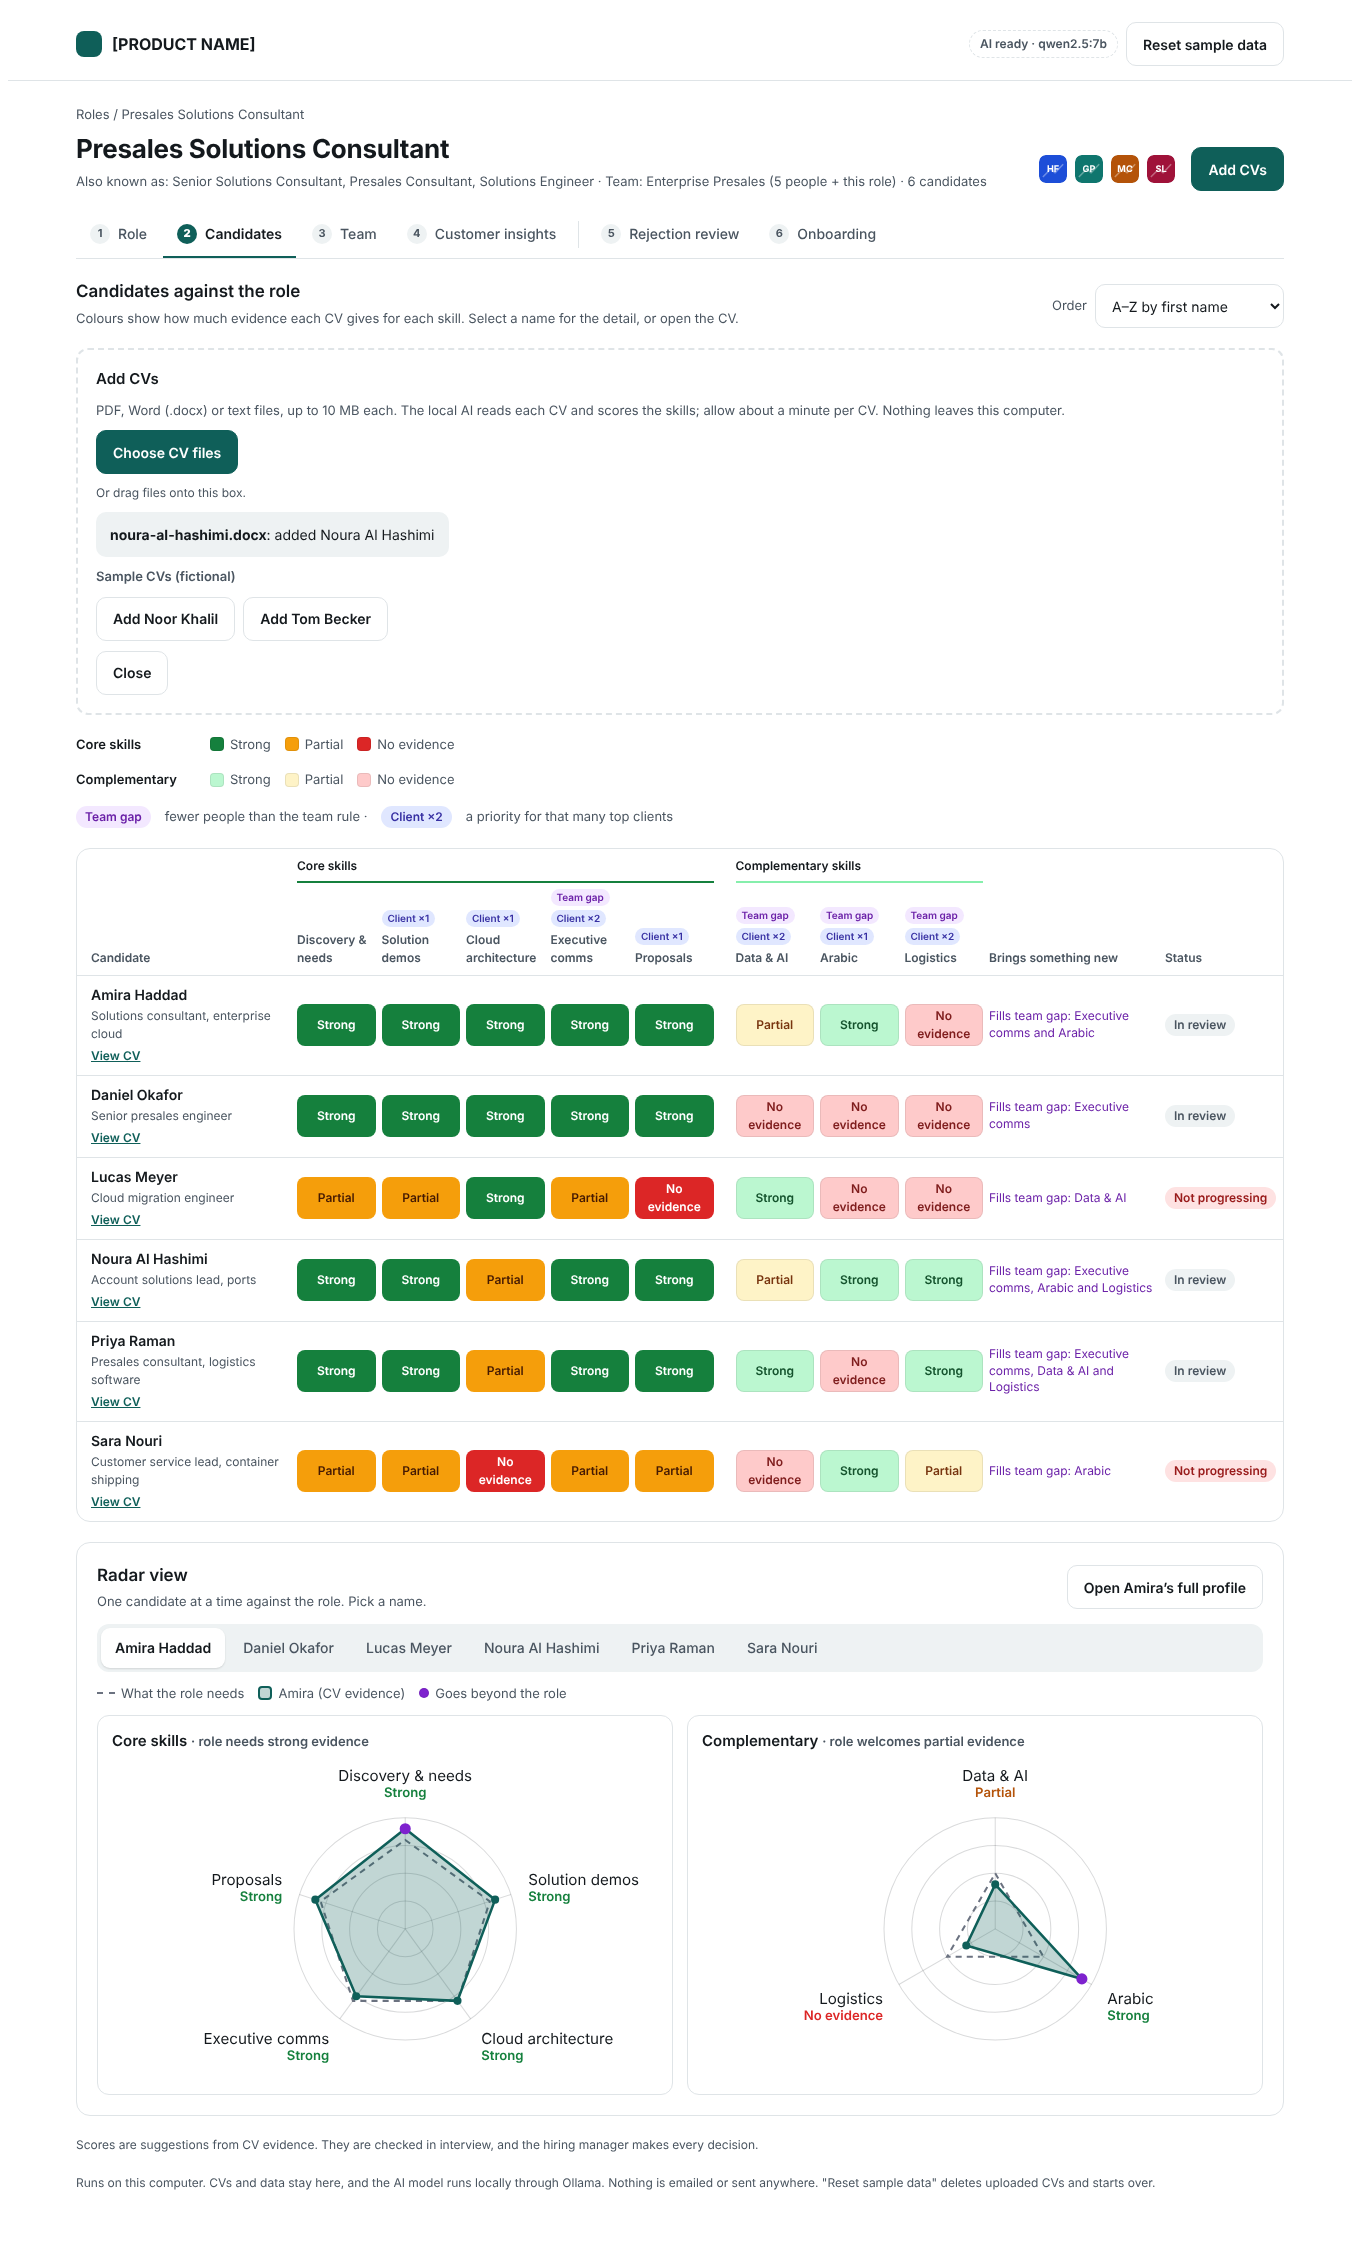 [PRODUCT NAME]
AI ready · qwen2.5:7b
Reset sample data
Roles / Presales Solutions Consultant
Presales Solutions Consultant
Also known as: Senior Solutions Consultant, Presales Consultant, Solutions Engineer · Team: Enterprise Presales (5 people + this role) · 6 candidates
HF
GP
MC
SL
Add CVs
1 Role
2 Candidates
3 Team
4 Customer insights
5 Rejection review
6 Onboarding
Candidates against the role
Colours show how much evidence each CV gives for each skill. Select a name for the detail, or open the CV.
Order
A–Z by first name
Add CVs
PDF, Word (.docx) or text files, up to 10 MB each. The local AI reads each CV and scores the skills; allow about a minute per CV. Nothing leaves this computer.
Choose CV files
Or drag files onto this box.
noura-al-hashimi.docx: added Noura Al Hashimi
Sample CVs (fictional)
Add Noor Khalil
Add Tom Becker
Close
Core skills
Strong
Partial
No evidence
Complementary
Strong
Partial
No evidence
Team gap
fewer people than the team rule ·
Client ×2
a priority for that many top clients
Core skills
Complementary skills
Candidate
Discovery &
needs
Client ×1
Solution
demos
Client ×1
Cloud
architecture
Team gap
Client ×2
Executive
comms
Client ×1
Proposals
Team gap
Client ×2
Data & AI
Team gap
Client ×1
Arabic
Team gap
Client ×2
Logistics
Brings something new
Status
Amira Haddad
Solutions consultant, enterprise
cloud
View CV
Strong
Strong
Strong
Strong
Strong
Partial
Strong
No
evidence
Fills team gap: Executive
comms and Arabic
In review
Daniel Okafor
Senior presales engineer
View CV
Strong
Strong
Strong
Strong
Strong
No
evidence
No
evidence
No
evidence
Fills team gap: Executive
comms
In review
Lucas Meyer
Cloud migration engineer
View CV
Partial
Partial
Strong
Partial
No
evidence
Strong
No
evidence
No
evidence
Fills team gap: Data & AI
Not progressing
Noura Al Hashimi
Account solutions lead, ports
View CV
Strong
Strong
Partial
Strong
Strong
Partial
Strong
Strong
Fills team gap: Executive
comms, Arabic and Logistics
In review
Priya Raman
Presales consultant, logistics
software
View CV
Strong
Strong
Partial
Strong
Strong
Strong
No
evidence
Strong
Fills team gap: Executive
comms, Data & AI and
Logistics
In review
Sara Nouri
Customer service lead, container
shipping
View CV
Partial
Partial
No
evidence
Partial
Partial
No
evidence
Strong
Partial
Fills team gap: Arabic
Not progressing
Radar view
One candidate at a time against the role. Pick a name.
Open Amira's full profile
Amira Haddad
Daniel Okafor
Lucas Meyer
Noura Al Hashimi
Priya Raman
Sara Nouri
What the role needs
Amira (CV evidence)
Goes beyond the role
Core skills · role needs strong evidence
Discovery & needs
Strong
Proposals
Strong
Solution demos
Strong
Executive comms
Strong
Cloud architecture
Strong
Complementary · role welcomes partial evidence
Data & AI
Partial
Logistics
No evidence
Arabic
Strong
Scores are suggestions from CV evidence. They are checked in interview, and the hiring manager makes every decision.
Runs on this computer. CVs and data stay here, and the AI model runs locally through Ollama. Nothing is emailed or sent anywhere. "Reset sample data" deletes uploaded CVs and starts over.